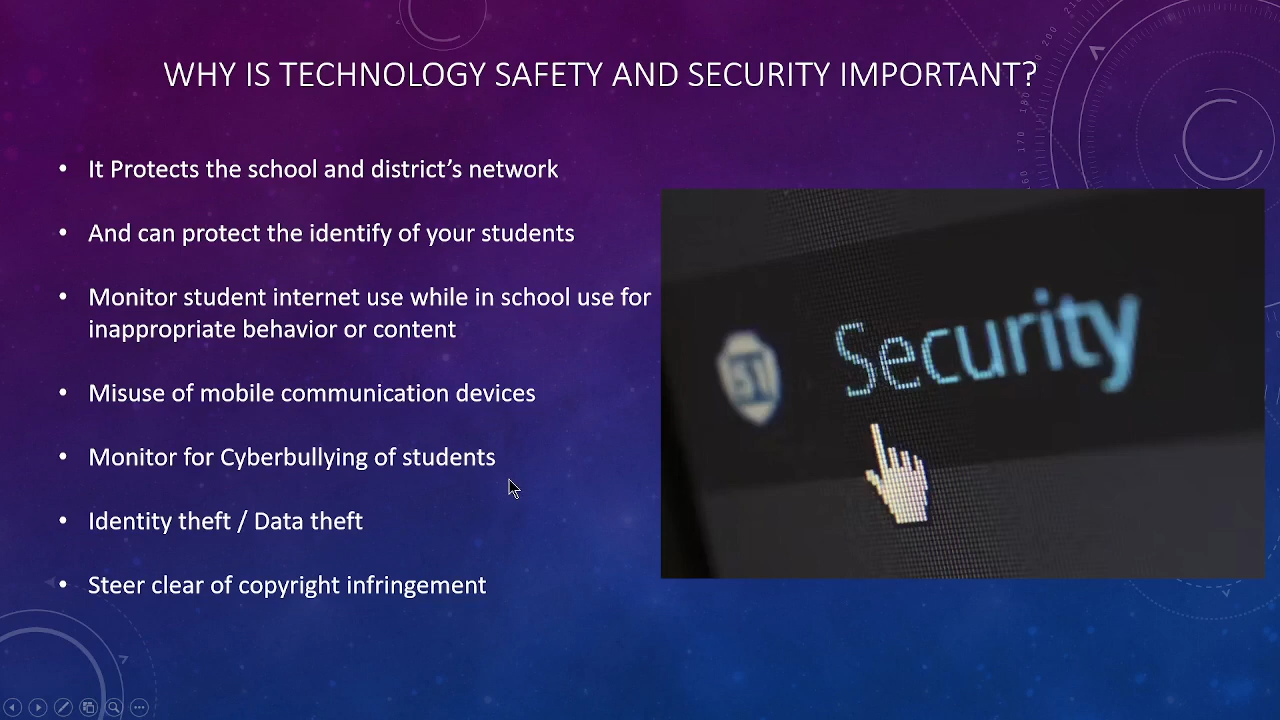 WHY IS TECHNOLOGY SAFETY AND SECURITY IMPORTANT?
• It Protects the school and district’s network
• And can protect the identify of your students
• Monitor student internet use while in school use for
inappropriate behavior or content
• Misuse of mobile communication devices
• Monitor for Cyberbullying of students
• Identity theft / Data theft
• Steer clear of copyright infringement
Security